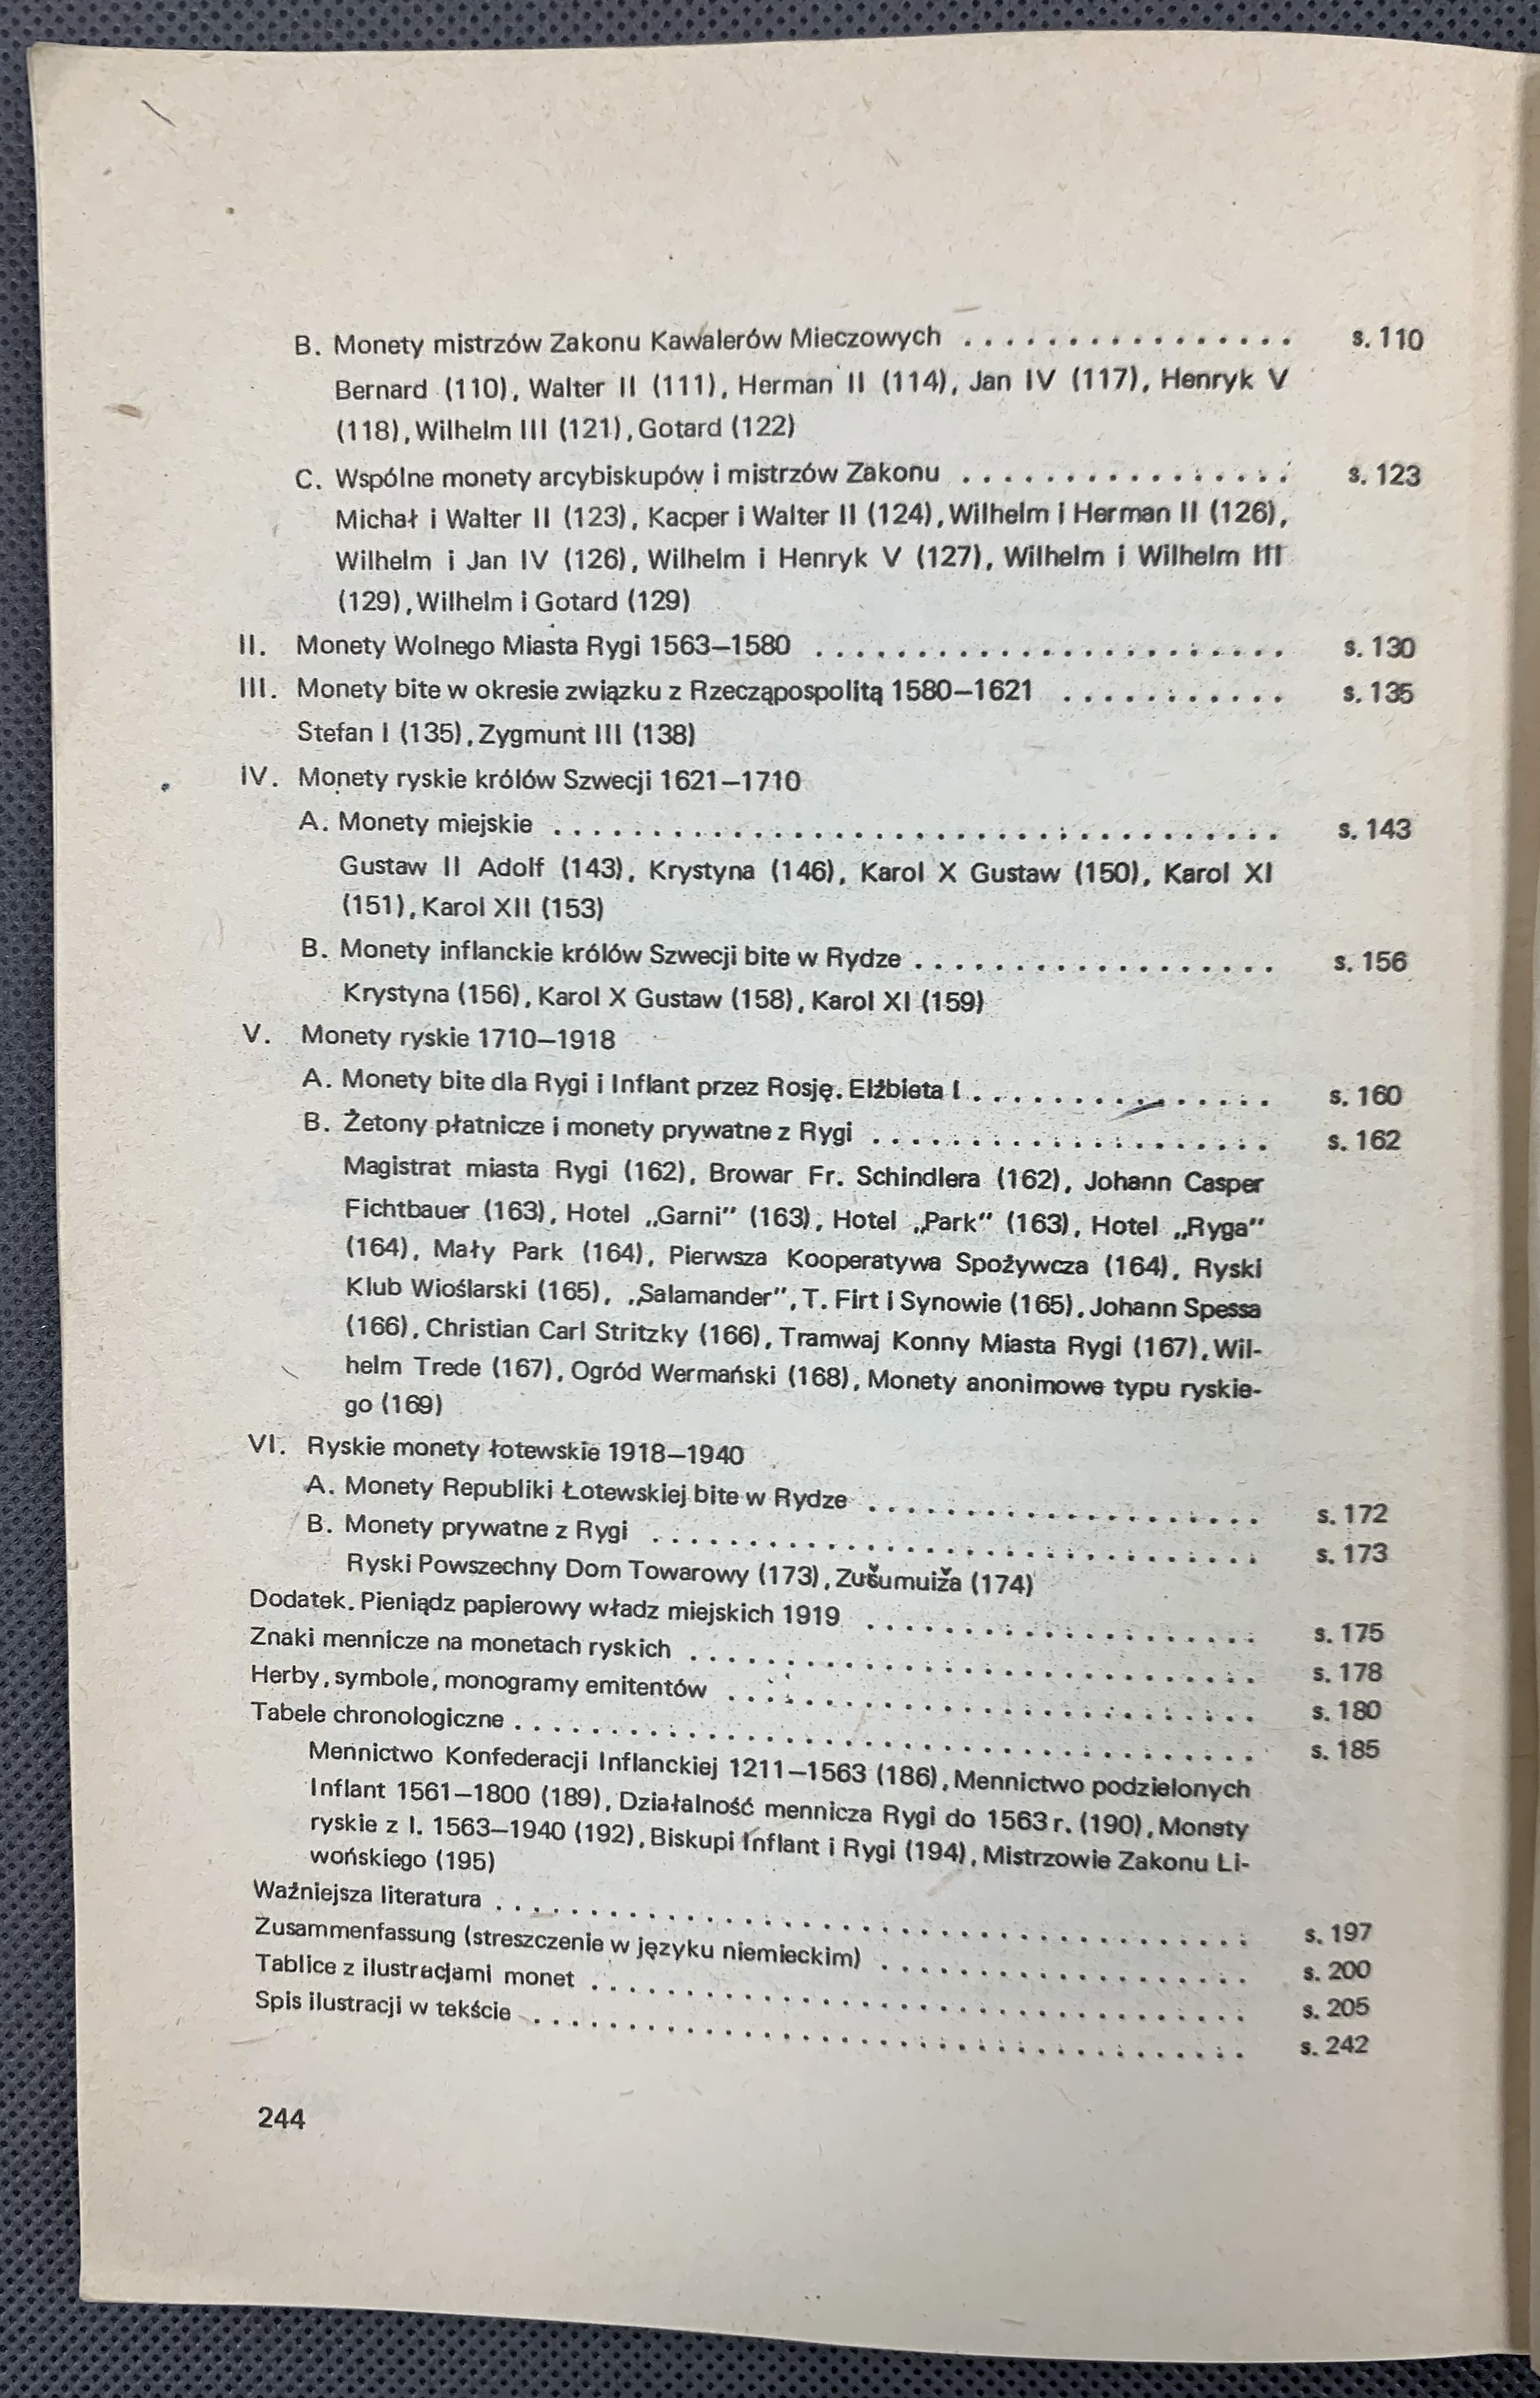 B. Monety mistrzów Zakonu Kawalerów Mieczowych . . . . . . . . . . . . . . . . s. 110
Bernard (110), Walter II (111), Herman II (114), Jan IV (117), Henryk V
(118), Wilhelm III (121), Gotard (122)
C. Wspólne monety arcybiskupów i mistrzów Zakonu . . . . . . . . . . . . . . . . s. 123
Michał i Walter II (123), Kacper i Walter II (124), Wilhelm i Herman II (126),
Wilhelm i Jan IV (126), Wilhelm i Henryk V (127), Wilhelm i Wilhelm III
(129), Wilhelm i Gotard (129)
II. Monety Wolnego Miasta Rygi 1563–1580 . . . . . . . . . . . . . . . . . . . . . . . s. 130
III. Monety bite w okresie związku z Rzecząpospolitą 1580–1621 . . . . . . . . . . . s. 135
Stefan I (135), Zygmunt III (138)
IV. Monety ryskie królów Szwecji 1621–1710
A. Monety miejskie . . . . . . . . . . . . . . . . . . . . . . . . . . . . . . . . . . . s. 143
Gustaw II Adolf (143), Krystyna (146), Karol X Gustaw (150), Karol XI
(151), Karol XII (153)
B. Monety inflanckie królów Szwecji bite w Rydze . . . . . . . . . . . . . . . . . . s. 156
Krystyna (156), Karol X Gustaw (158), Karol XI (159)
V. Monety ryskie 1710–1918
A. Monety bite dla Rygi i Inflant przez Rosję. Elżbieta I . . . . . . . . . . . . . . . s. 160
B. Żetony płatnicze i monety prywatne z Rygi . . . . . . . . . . . . . . . . . . . . s. 162
Magistrat miasta Rygi (162), Browar Fr. Schindlera (162), Johann Casper
Fichtbauer (163), Hotel „Garni” (163), Hotel „Park” (163), Hotel „Ryga”
(164), Mały Park (164), Pierwsza Kooperatywa Spożywcza (164), Ryski
Klub Wioślarski (165), „Salamander”, T. Firt i Synowie (165), Johann Spessa
(166), Christian Carl Stritzky (166), Tramwaj Konny Miasta Rygi (167), Wil-
helm Trede (167), Ogród Wermański (168), Monety anonimowe typu ryskie-
go (169)
VI. Ryskie monety łotewskie 1918–1940
A. Monety Republiki Łotewskiej bite w Rydze . . . . . . . . . . . . . . . . . . . . s. 172
B. Monety prywatne z Rygi . . . . . . . . . . . . . . . . . . . . . . . . . . . . . . s. 173
Ryski Powszechny Dom Towarowy (173), Zušumuiža (174)
Dodatek. Pieniądz papierowy władz miejskich 1919 . . . . . . . . . . . . . . . . . . . s. 175
Znaki mennicze na monetach ryskich . . . . . . . . . . . . . . . . . . . . . . . . . . . s. 178
Herby, symbole, monogramy emitentów . . . . . . . . . . . . . . . . . . . . . . . . . s. 180
Tabele chronologiczne . . . . . . . . . . . . . . . . . . . . . . . . . . . . . . . . . . . s. 185
Mennictwo Konfederacji Inflanckiej 1211–1563 (186), Mennictwo podzielonych
Inflant 1561–1800 (189), Działalność mennicza Rygi do 1563 r. (190), Monety
ryskie z l. 1563–1940 (192), Biskupi Inflant i Rygi (194), Mistrzowie Zakonu Li-
wońskiego (195)
Ważniejsza literatura . . . . . . . . . . . . . . . . . . . . . . . . . . . . . . . . . . . . s. 197
Zusammenfassung (streszczenie w języku niemieckim) . . . . . . . . . . . . . . . . . s. 200
Tablice z ilustracjami monet . . . . . . . . . . . . . . . . . . . . . . . . . . . . . . . . s. 205
Spis ilustracji w tekście . . . . . . . . . . . . . . . . . . . . . . . . . . . . . . . . . . s. 242
244